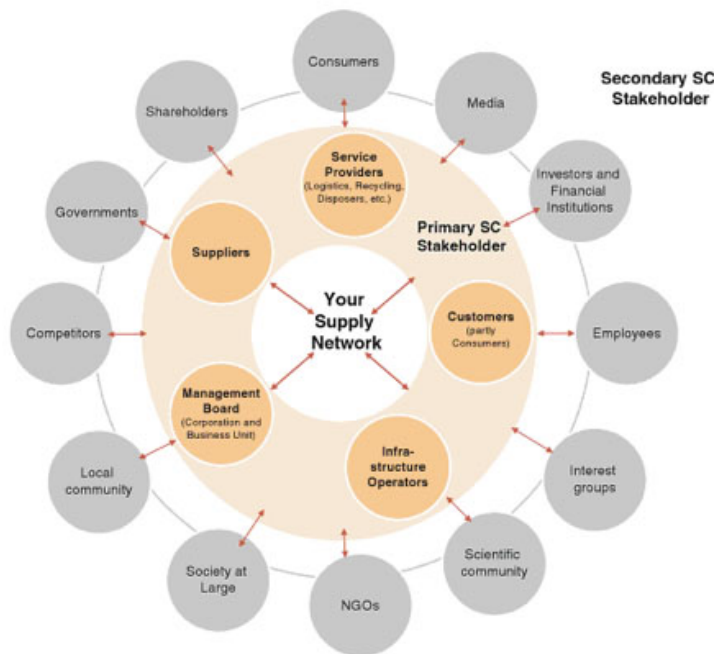 Consumers
Secondary SC
Stakeholder
Media
Shareholders
Service
Providers
(Logistics, Recycling,
Disposers, etc.)
Investors and
Financial
Institutions
Governments
Primary SC
Stakeholder
Suppliers
Your
Supply
Network
Customers
(partly
Consumers)
Competitors
Employees
Management
Board
(Corporation and
Business Unit)
Infra-
structure
Operators
Local
community
Interest
groups
Scientific
community
Society at
Large
NGOs